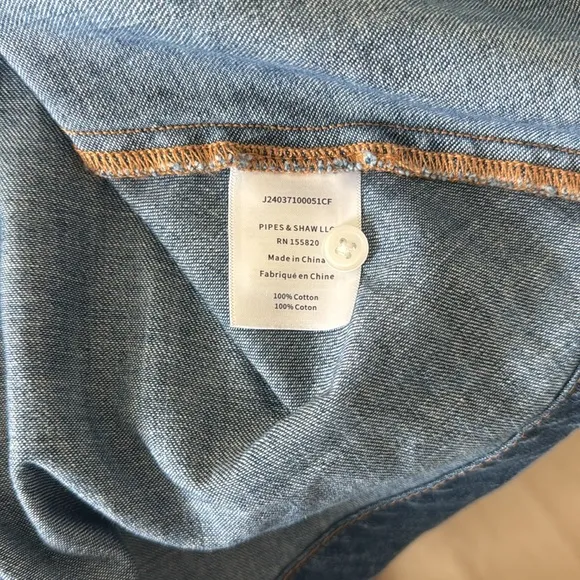 J24037100051CF
PIPES & SHAW LLC
RN 155820
Made in China
Fabriqué en Chine
100% Cotton
100% Coton